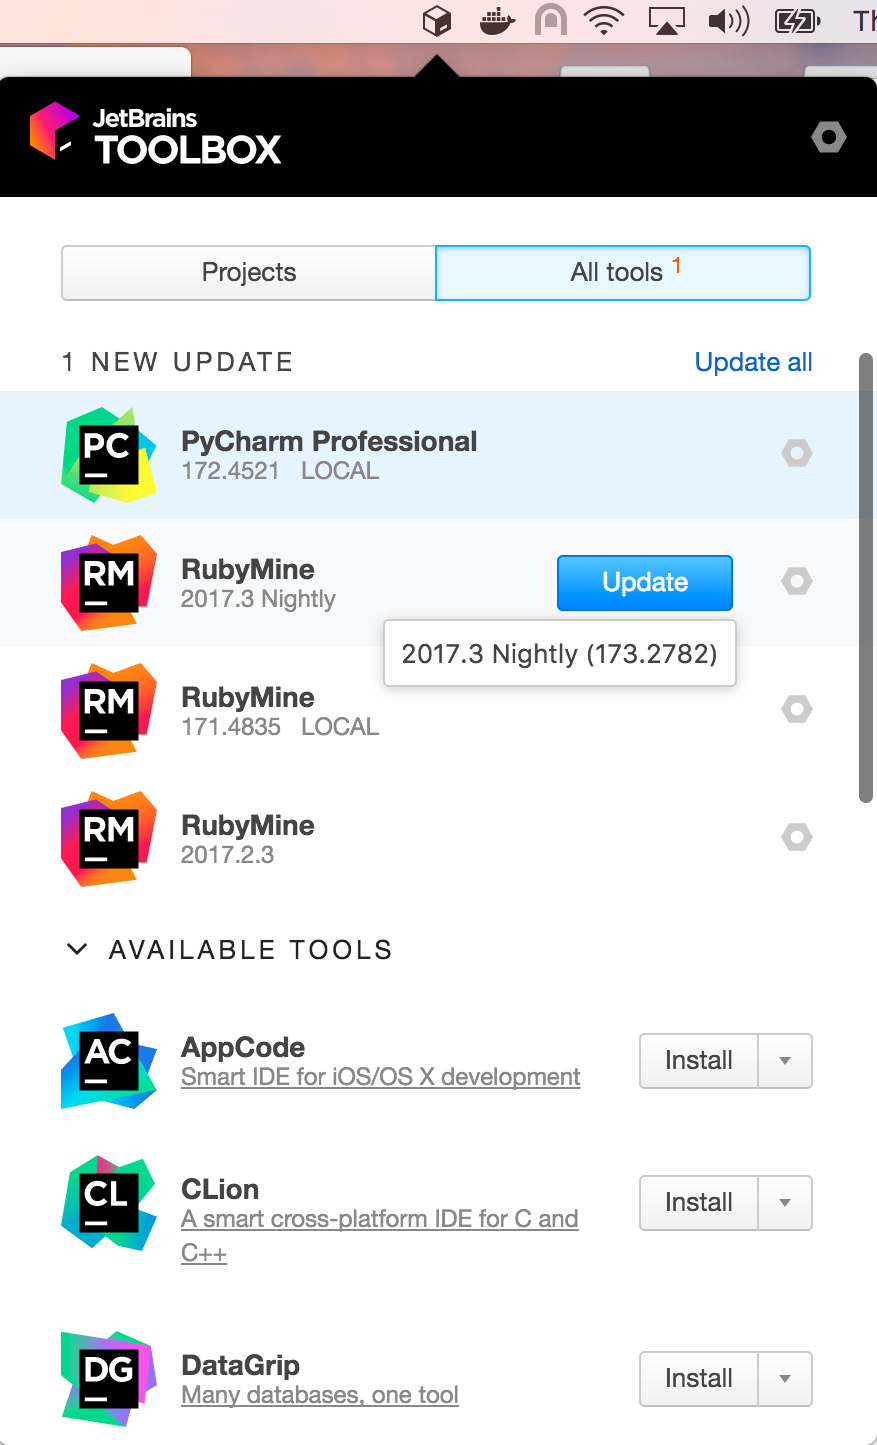 Th
JetBrains
TOOLBOX
Projects
All tools 1
1 NEW UPDATE
Update all
PC
PyCharm Professional
172.4521 LOCAL
RM
RubyMine
2017.3 Nightly
Update
2017.3 Nightly (173.2782)
RM
RubyMine
171.4835 LOCAL
RM
RubyMine
2017.2.3
AVAILABLE TOOLS
AC
AppCode
Smart IDE for iOS/OS X development
Install
CL
CLion
A smart cross-platform IDE for C and
C++
Install
DG
DataGrip
Many databases, one tool
Install